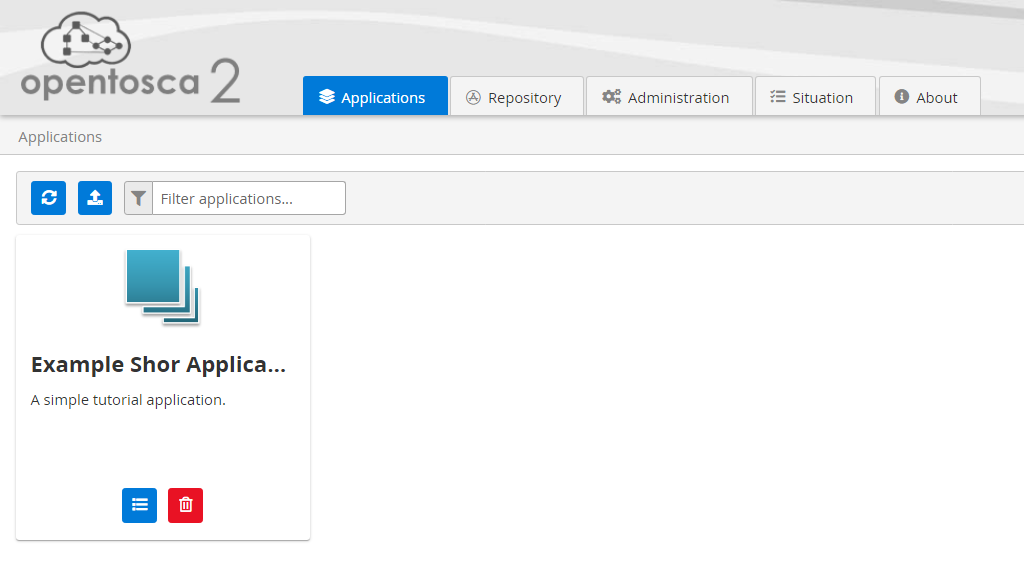 opentosca 2
Applications Repository Administration Situation About
Applications
Filter applications...
Example Shor Applica...
A simple tutorial application.